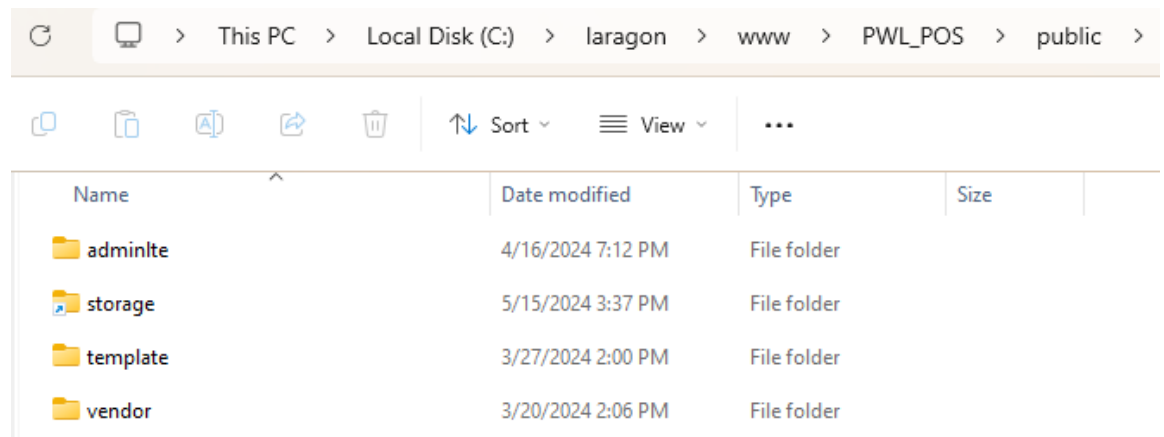 This PC > Local Disk (C:) > laragon > www > PWL_POS > public >
Sort View ...
Name Date modified Type Size
adminlte 4/16/2024 7:12 PM File folder
storage 5/15/2024 3:37 PM File folder
template 3/27/2024 2:00 PM File folder
vendor 3/20/2024 2:06 PM File folder